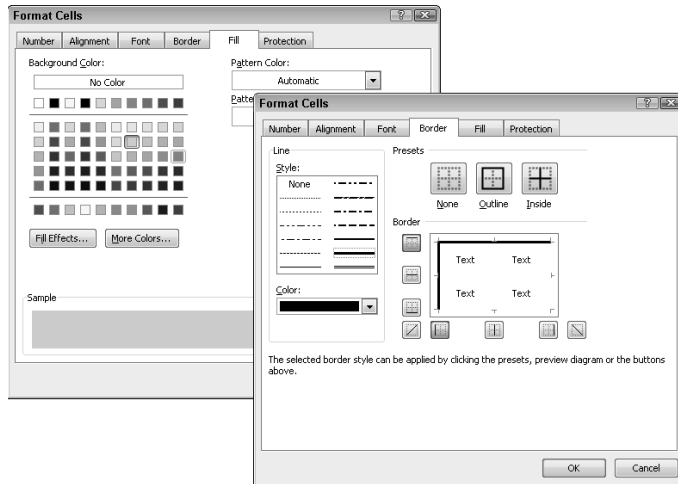 Format Cells
Number Alignment Font Border Fill Protection
Background Color:
No Color
Pattern Color:
Automatic
Fill Effects... More Colors...
Sample
Format Cells
Number Alignment Font Border Fill Protection
Line
Style:
None
Color:
Presets
None Outline Inside
Border
Text Text
Text Text
The selected border style can be applied by clicking the presets, preview diagram or the buttons
above.
OK Cancel